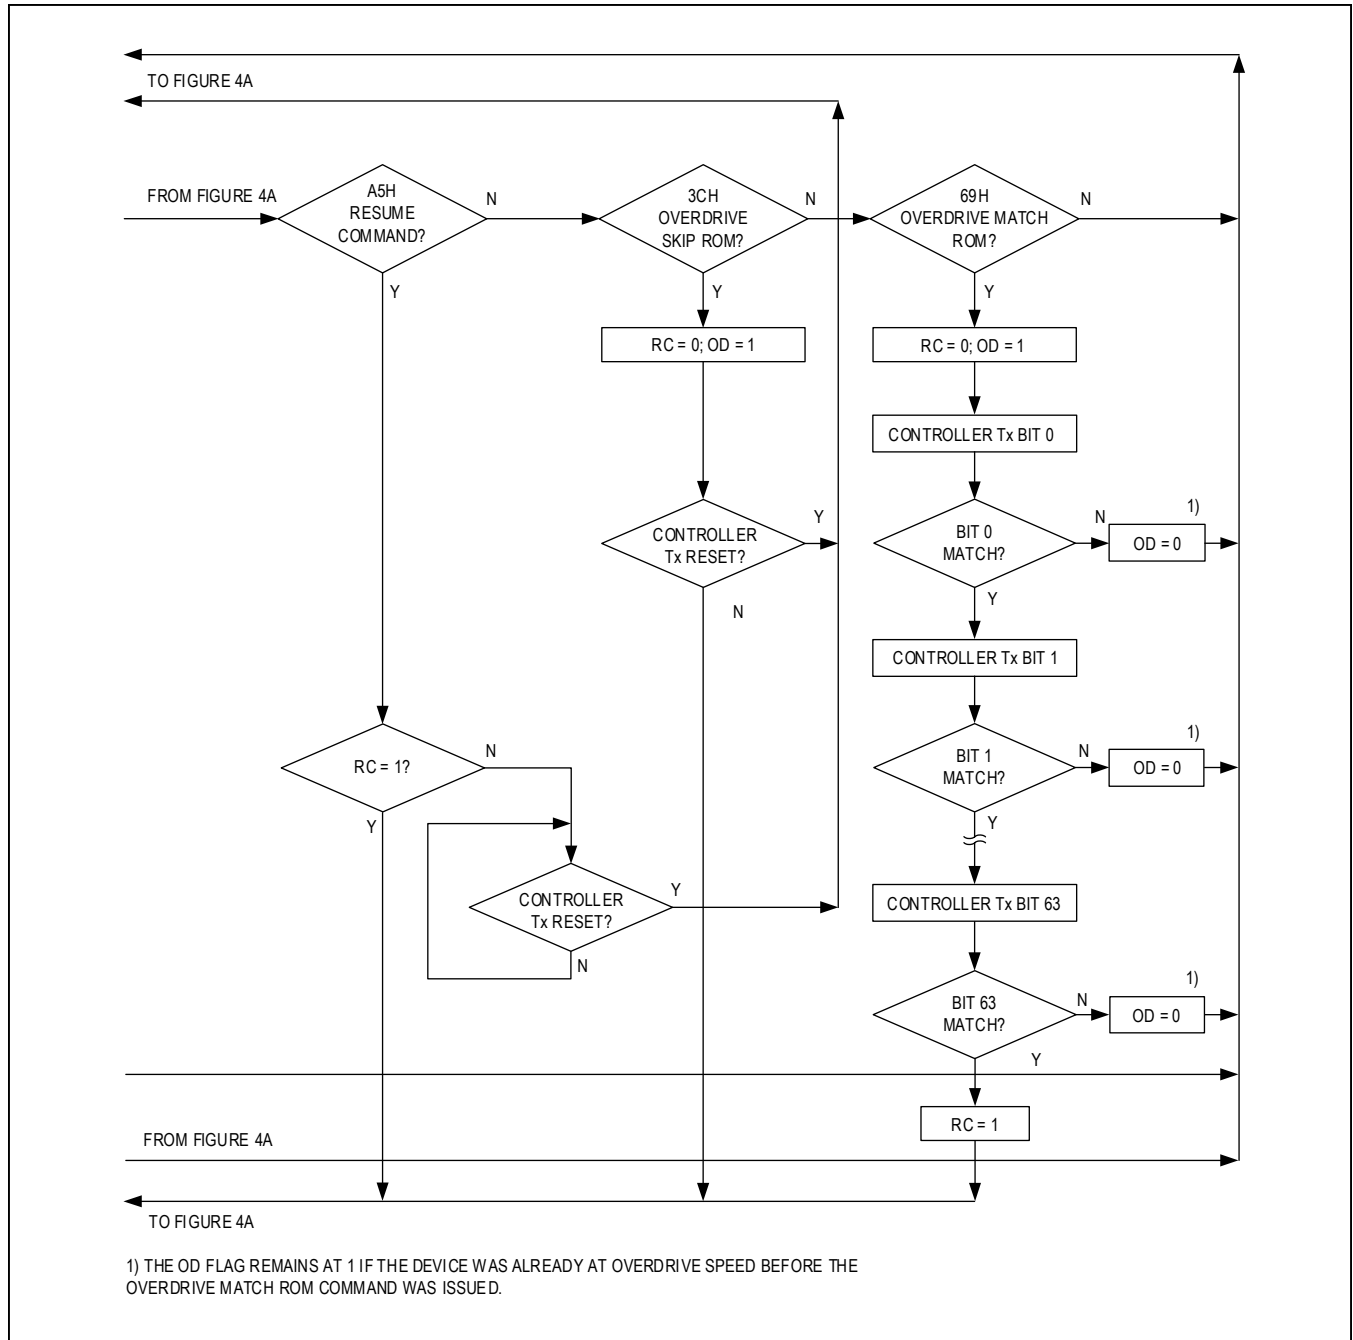 TO FIGURE 4A
FROM FIGURE 4A
A5H
RESUME
COMMAND?
N
3CH
OVERDRIVE
SKIP ROM?
N
69H
OVERDRIVE MATCH
ROM?
N
Y
Y
Y
RC = 0; OD = 1
RC = 0; OD = 1
CONTROLLER Tx BIT 0
CONTROLLER
Tx RESET?
Y
N
BIT 0
MATCH?
N
1)
OD = 0
Y
CONTROLLER Tx BIT 1
RC = 1?
N
Y
BIT 1
MATCH?
N
1)
OD = 0
Y
CONTROLLER
Tx RESET?
Y
N
CONTROLLER Tx BIT 63
BIT 63
MATCH?
N
1)
OD = 0
Y
RC = 1
FROM FIGURE 4A
TO FIGURE 4A
1) THE OD FLAG REMAINS AT 1 IF THE DEVICE WAS ALREADY AT OVERDRIVE SPEED BEFORE THE
OVERDRIVE MATCH ROM COMMAND WAS ISSUED.